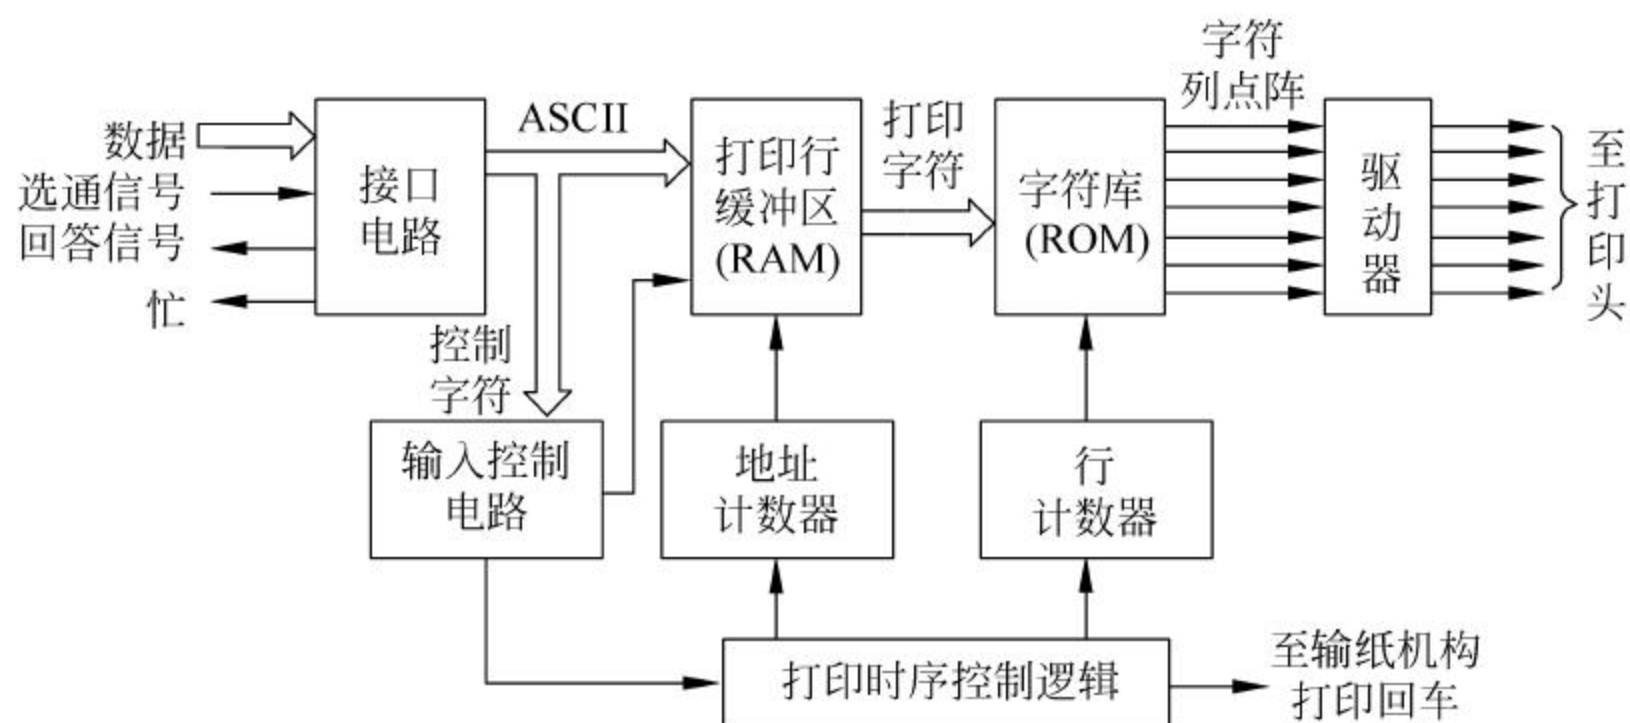 字符
列点阵
数据
选通信号
回答信号
忙
接口
电路
ASCII
打印行
缓冲区
(RAM)
打印
字符
字符库
(ROM)
驱
动
器
至
打
印
头
控制
字符
输入控制
电路
地址
计数器
行
计数器
打印时序控制逻辑
至输纸机构
打印回车